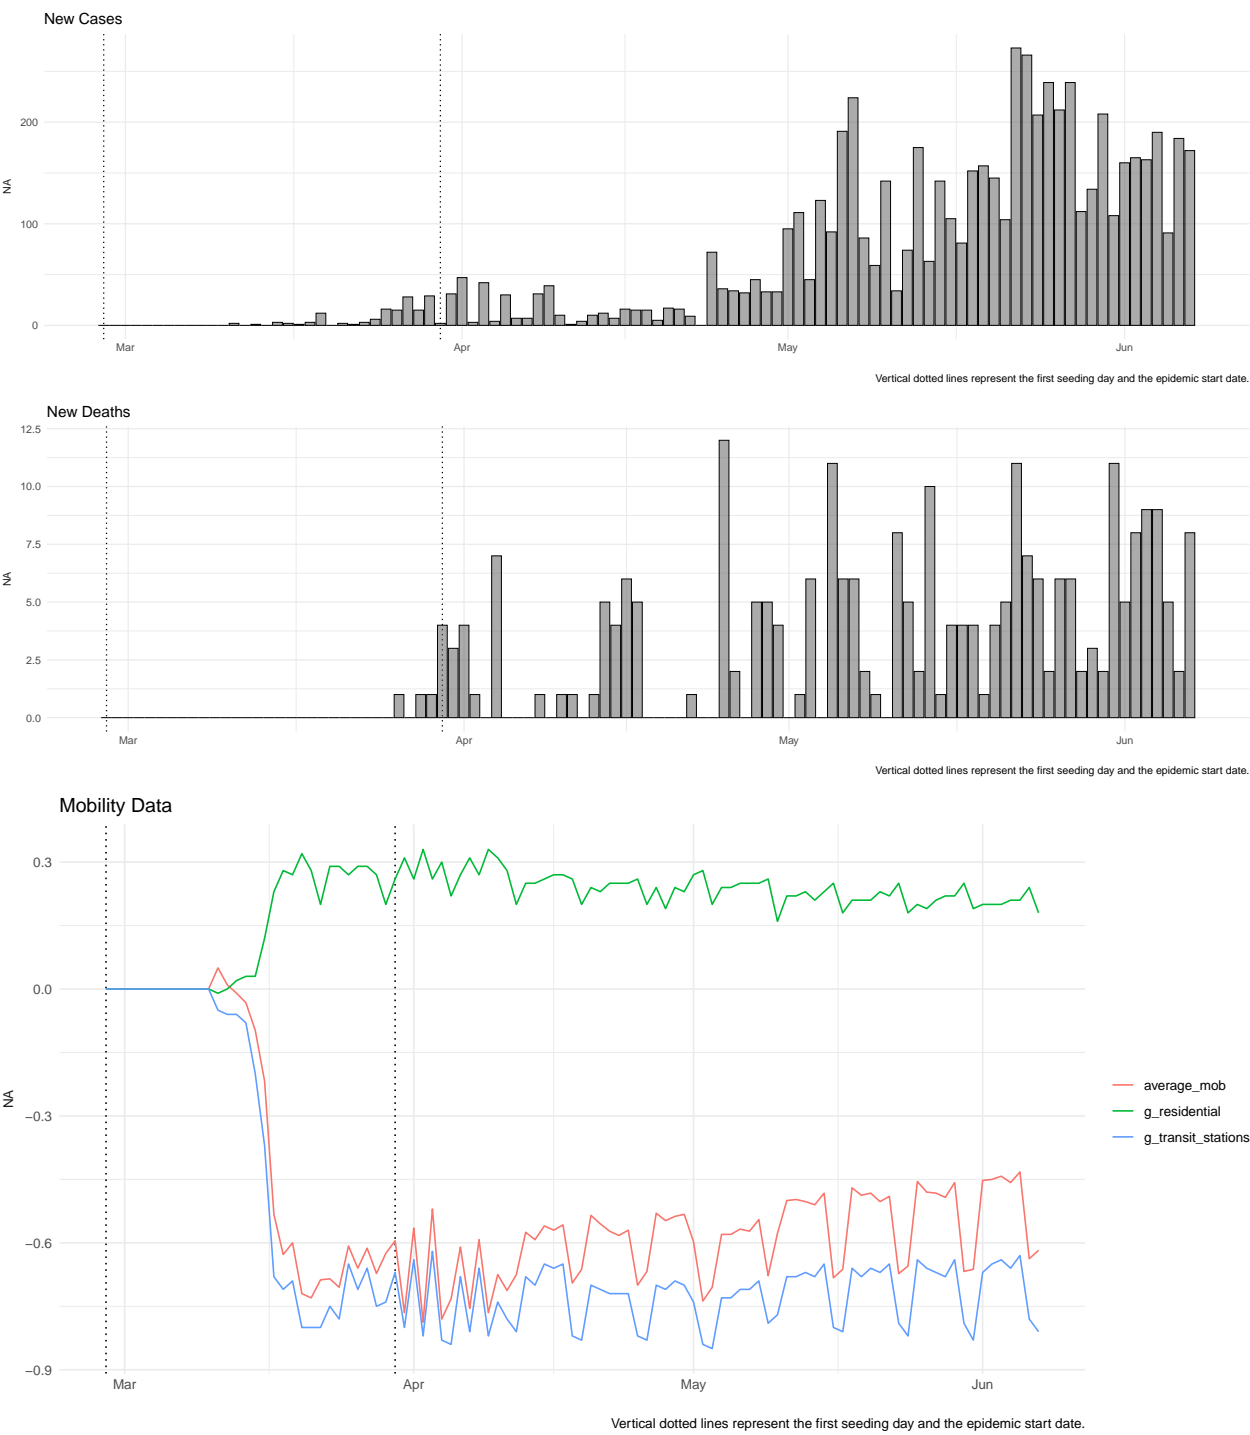 New Cases
NA
200
100
0
Mar Apr May Jun
Vertical dotted lines represent the first seeding day and the epidemic start date.
New Deaths
NA
12.5
10.0
7.5
5.0
2.5
0.0
Mar Apr May Jun
Vertical dotted lines represent the first seeding day and the epidemic start date.
Mobility Data
NA
0.3
0.0
−0.3
−0.6
−0.9
Mar Apr May Jun
average_mob
g_residential
g_transit_stations
Vertical dotted lines represent the first seeding day and the epidemic start date.